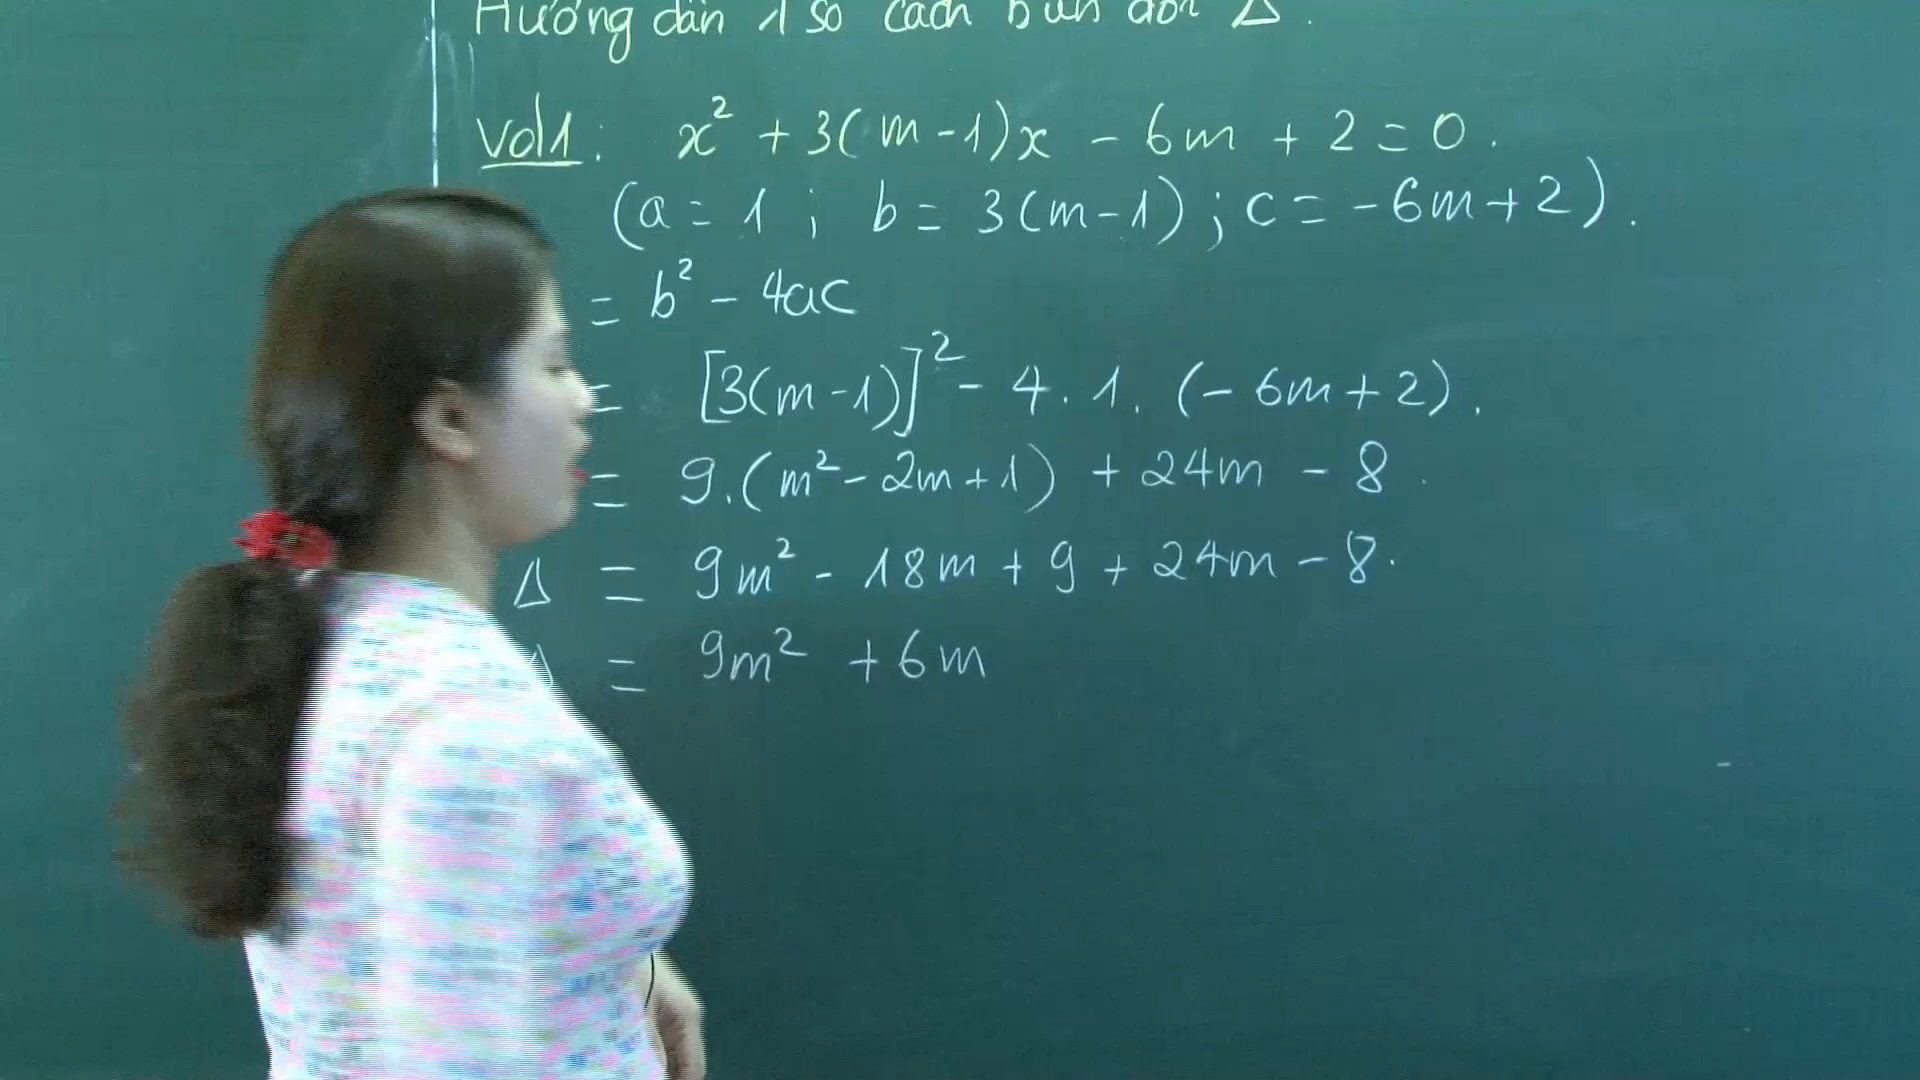 Hướng dẫn 1 số cách biến đổi Δ.
Vd1: x² + 3(m-1)x - 6m + 2 = 0.
(a = 1 ; b = 3(m-1) ; c = -6m+2).
= b² - 4ac
= [3(m-1)]² - 4. 1. (-6m+2).
= 9.(m² - 2m+1) + 24m - 8.
Δ = 9m² - 18m + 9 + 24m - 8.
Δ = 9m² + 6m